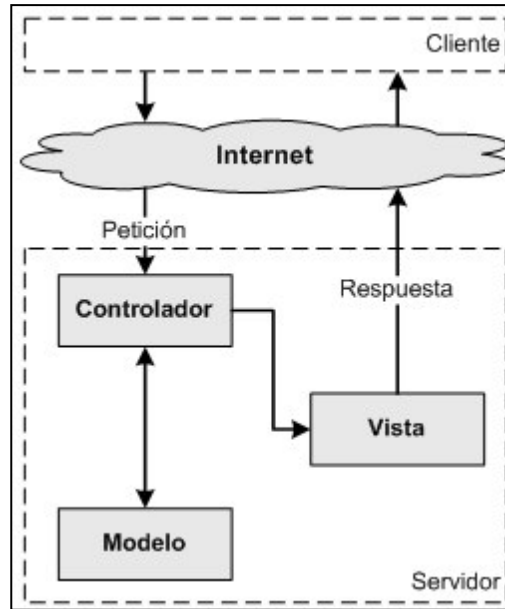 Cliente
Internet
Petición
Controlador
Respuesta
Vista
Modelo
Servidor